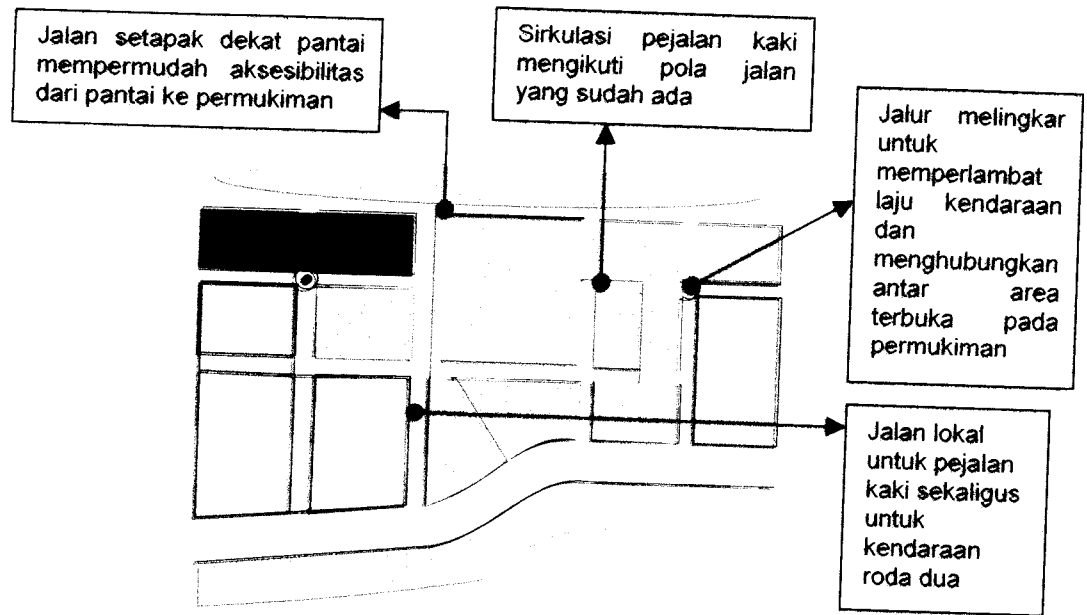 Jalan setapak dekat pantai
mempermudah aksesibilitas
dari pantai ke permukiman
Sirkulasi pejalan kaki
mengikuti pola jalan
yang sudah ada
Jalur melingkar
untuk
memperlambat
laju kendaraan
dan
menghubungkan
antar area
terbuka pada
permukiman
Jalan lokal
untuk pejalan
kaki sekaligus
untuk
kendaraan
roda dua